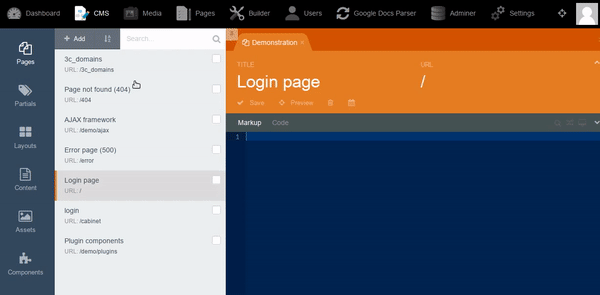 Dashboard CMS Media Pages Builder Users Google Docs Parser Adminer Settings
Pages
Partials
Layouts
Content
Assets
Components
+ Add
Search...
3c_domains
URL: /3c_domains
Page not found (404)
URL: /404
AJAX framework
URL: /demo/ajax
Error page (500)
URL: /error
Login page
URL: /
login
URL: /cabinet
Plugin components
URL: /demo/plugins
Demonstration ×
TITLE URL
Login page /
Save Preview
Markup Code
1